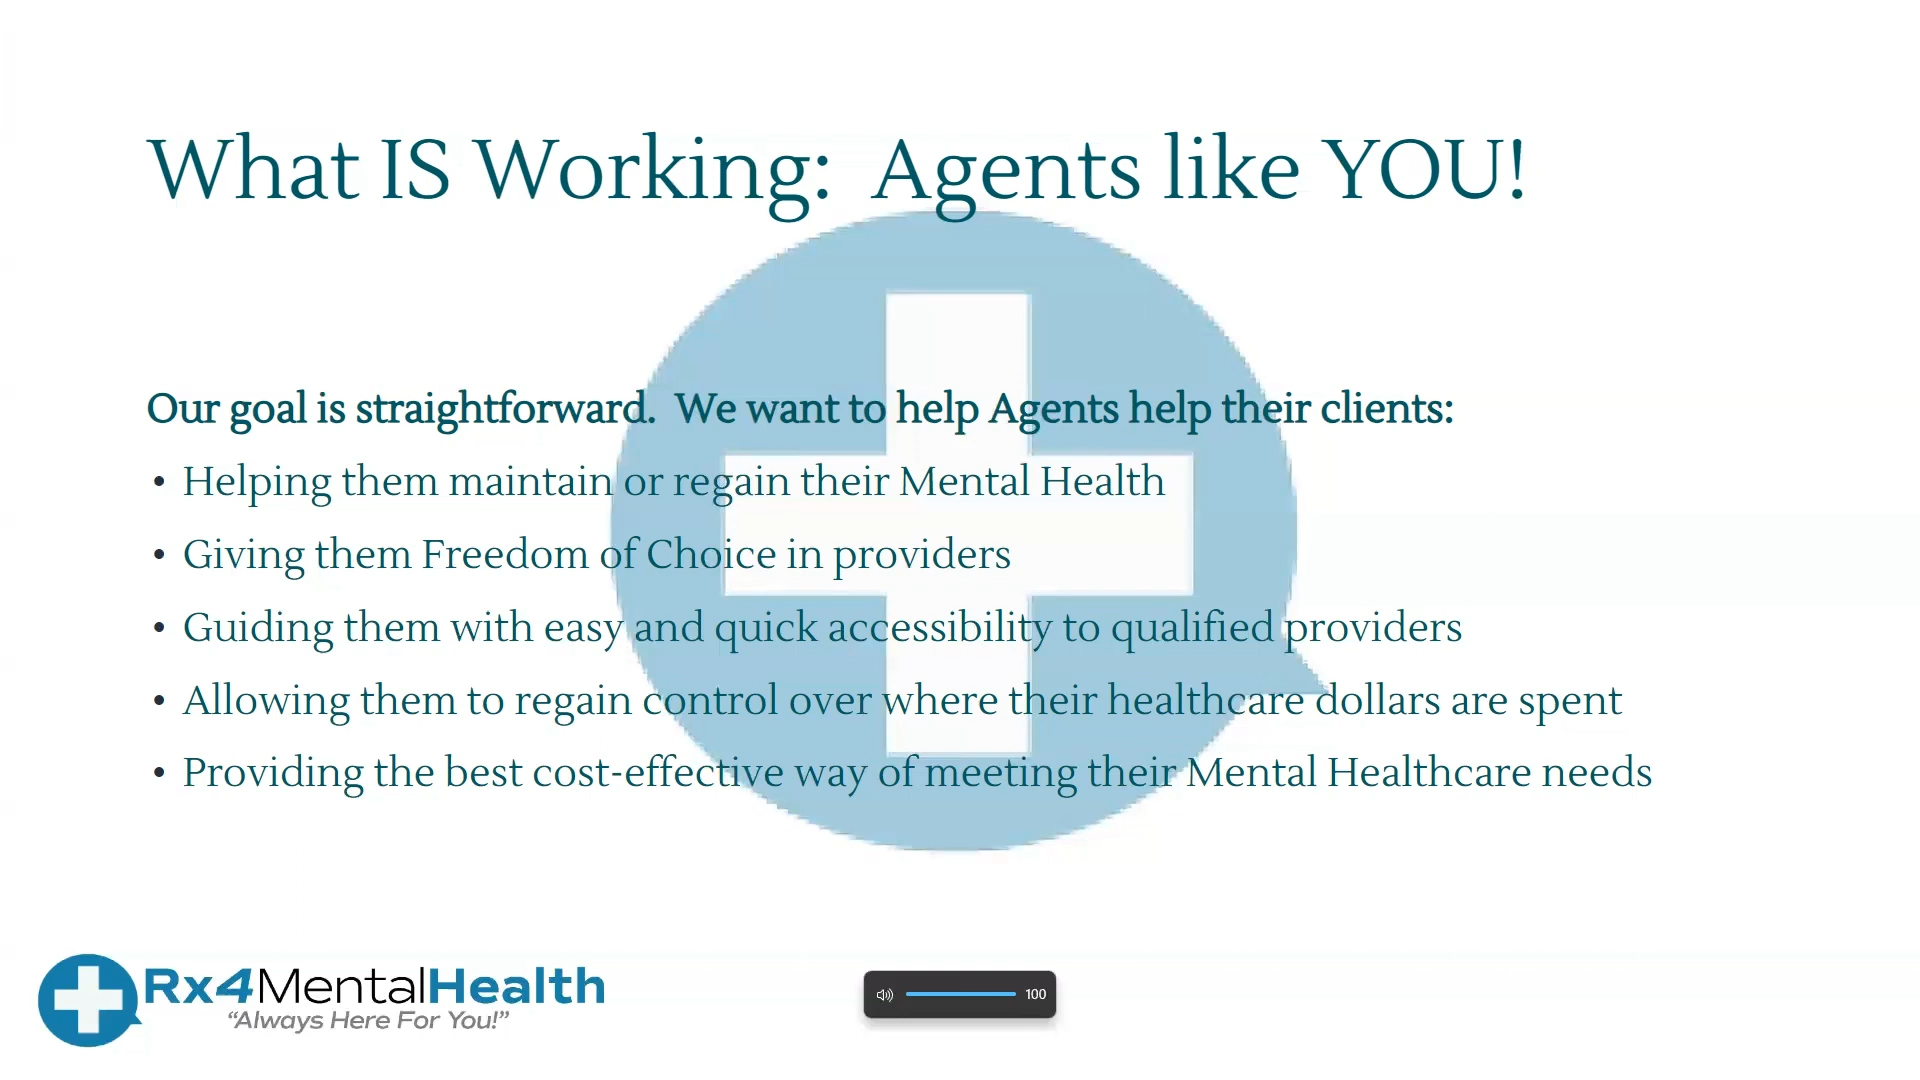 What IS Working:  Agents like YOU!
Our goal is straightforward.  We want to help Agents help their clients:
• Helping them maintain or regain their Mental Health
• Giving them Freedom of Choice in providers
• Guiding them with easy and quick accessibility to qualified providers
• Allowing them to regain control over where their healthcare dollars are spent
• Providing the best cost-effective way of meeting their Mental Healthcare needs
Rx4MentalHealth
“Always Here For You!”
100